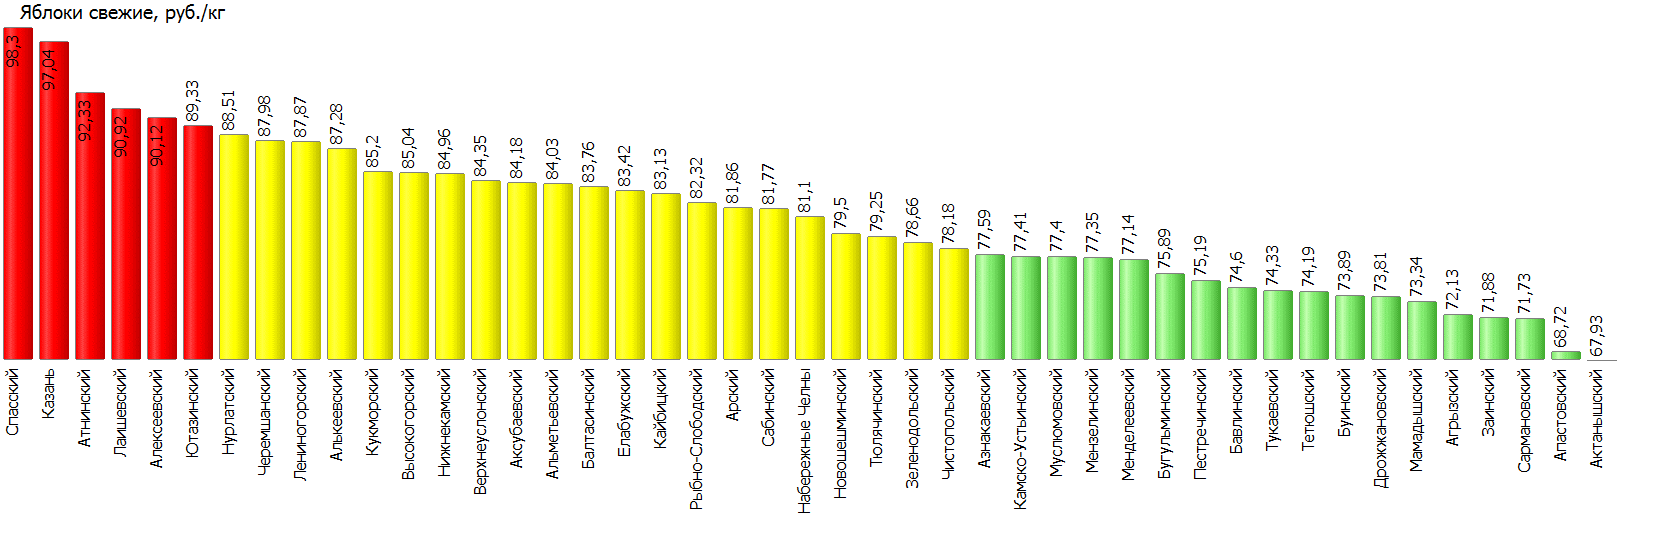 Яблоки свежие, руб./кг
98,3
97,04
92,33
90,92
90,12
89,33
88,51
87,98
87,87
87,28
85,2
85,04
84,96
84,35
84,18
84,03
83,76
83,42
83,13
82,32
81,86
81,77
81,1
79,5
79,25
78,66
78,18
77,59
77,41
77,4
77,35
77,14
75,89
75,19
74,6
74,33
74,19
73,89
73,81
73,34
72,13
71,88
71,73
68,72
67,93
Спасский
Казань
Атнинский
Лаишевский
Алексеевский
Ютазинский
Нурлатский
Черемшанский
Лениногорский
Алькеевский
Кукморский
Высокогорский
Нижнекамский
Верхнеуслонский
Аксубаевский
Альметьевский
Балтасинский
Елабужский
Кайбицкий
Рыбно-Слободский
Арский
Сабинский
Набережные Челны
Новошешминский
Тюлячинский
Зеленодольский
Чистопольский
Азнакаевский
Камско-Устьинский
Муслюмовский
Мензелинский
Менделеевский
Бугульминский
Пестречинский
Бавлинский
Тукаевский
Тетюшский
Буинский
Дрожжановский
Мамадышский
Агрызский
Заинский
Сармановский
Апастовский
Актанышский